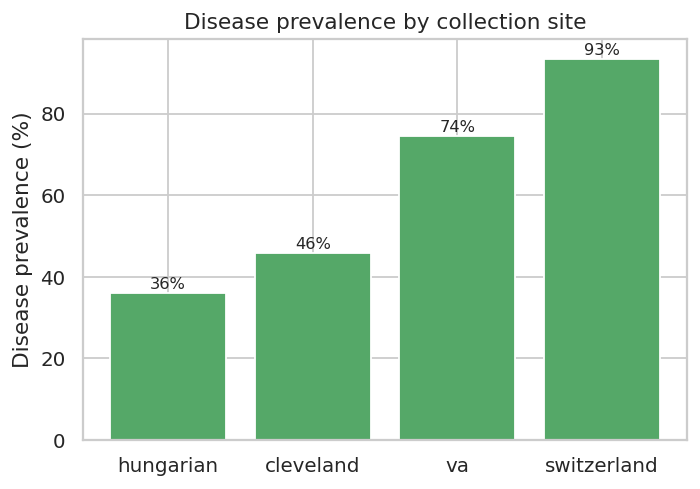 Disease prevalence by collection site
Disease prevalence (%)
80
60
40
20
0
36%
46%
74%
93%
hungarian
cleveland
va
switzerland